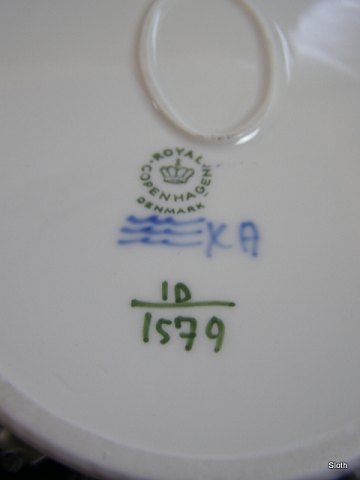 ROYAL
COPENHAGEN
DENMARK
KA
1D
1579
Sloth